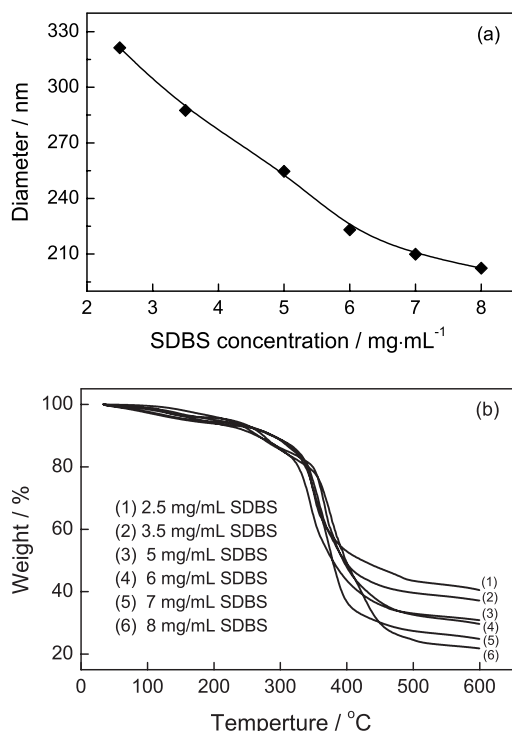 (a)
330
300
270
240
210
Diameter / nm
2 3 4 5 6 7 8
SDBS concentration / mg·mL⁻¹
(b)
100
80
60
40
20
Weight / %
(1) 2.5 mg/mL SDBS
(2) 3.5 mg/mL SDBS
(3) 5 mg/mL SDBS
(4) 6 mg/mL SDBS
(5) 7 mg/mL SDBS
(6) 8 mg/mL SDBS
(1)
(2)
(3)
(4)
(5)
(6)
0 100 200 300 400 500 600
Temperture / °C